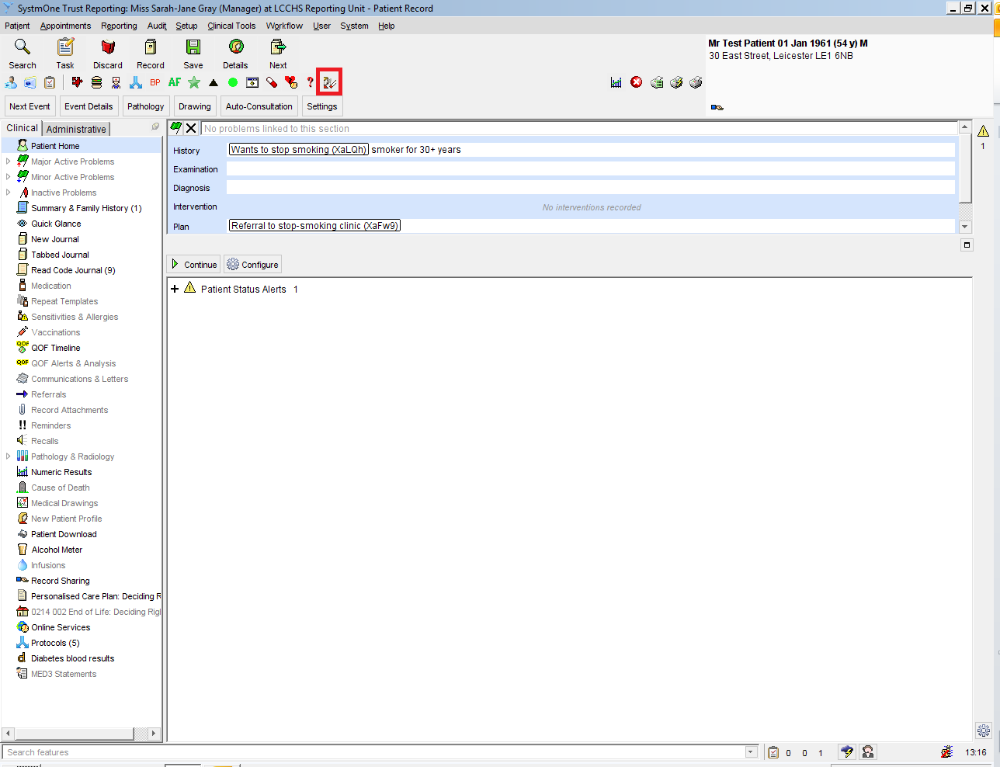 SystmOne Trust Reporting: Miss Sarah-Jane Gray (Manager) at LCCHS Reporting Unit - Patient Record
Patient Appointments Reporting Audit Setup Clinical Tools Workflow User System Help
Search Task Discard Record Save Details Next
Mr Test Patient 01 Jan 1961 (54 y) M
30 East Street, Leicester LE1 6NB
BP AF ?
Next Event Event Details Pathology Drawing Auto-Consultation Settings
Clinical Administrative
Patient Home
Major Active Problems
Minor Active Problems
Inactive Problems
Summary & Family History (1)
Quick Glance
New Journal
Tabbed Journal
Read Code Journal (9)
Medication
Repeat Templates
Sensitivities & Allergies
Vaccinations
QOF QOF Timeline
QOF QOF Alerts & Analysis
Communications & Letters
Referrals
Record Attachments
!! Reminders
Recalls
Pathology & Radiology
Numeric Results
Cause of Death
Medical Drawings
New Patient Profile
Patient Download
Alcohol Meter
Infusions
Record Sharing
Personalised Care Plan: Deciding R
0214 002 End of Life: Deciding Rig
Online Services
Protocols (5)
d Diabetes blood results
MED3 Statements
No problems linked to this section
History Wants to stop smoking (XaLQh) smoker for 30+ years
Examination
Diagnosis
Intervention No interventions recorded
Plan Referral to stop-smoking clinic (XaFw9)
1
Continue Configure
Patient Status Alerts 1
Search features
0 0 1
13:16